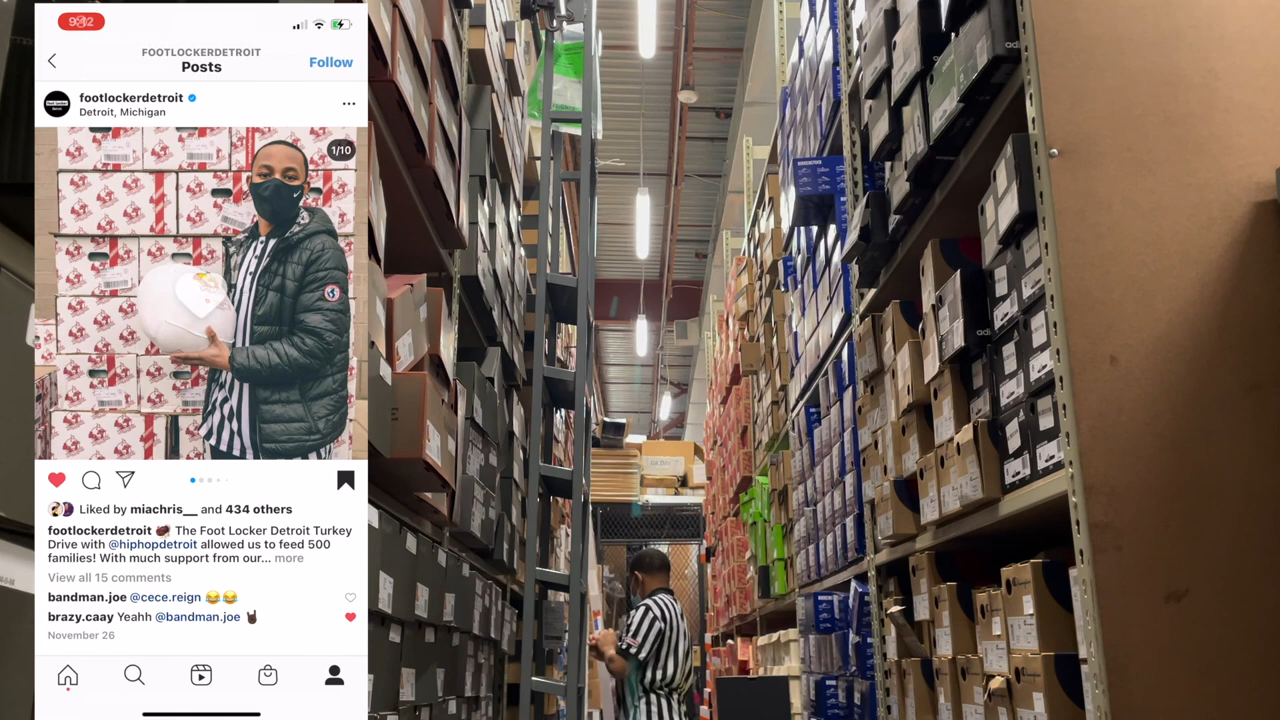 FOOTLOCKERDETROIT
Posts
Follow
footlockerdetroit
Detroit, Michigan
1/10
Liked by miachris__ and 434 others
footlockerdetroit 🦃 The Foot Locker Detroit Turkey
Drive with @hiphopdetroit allowed us to feed 500
families! With much support from our... more
View all 15 comments
bandman.joe @cece.reign 😂😂
brazy.caay Yeahh @bandman.joe 🤘🏿
November 26
adi